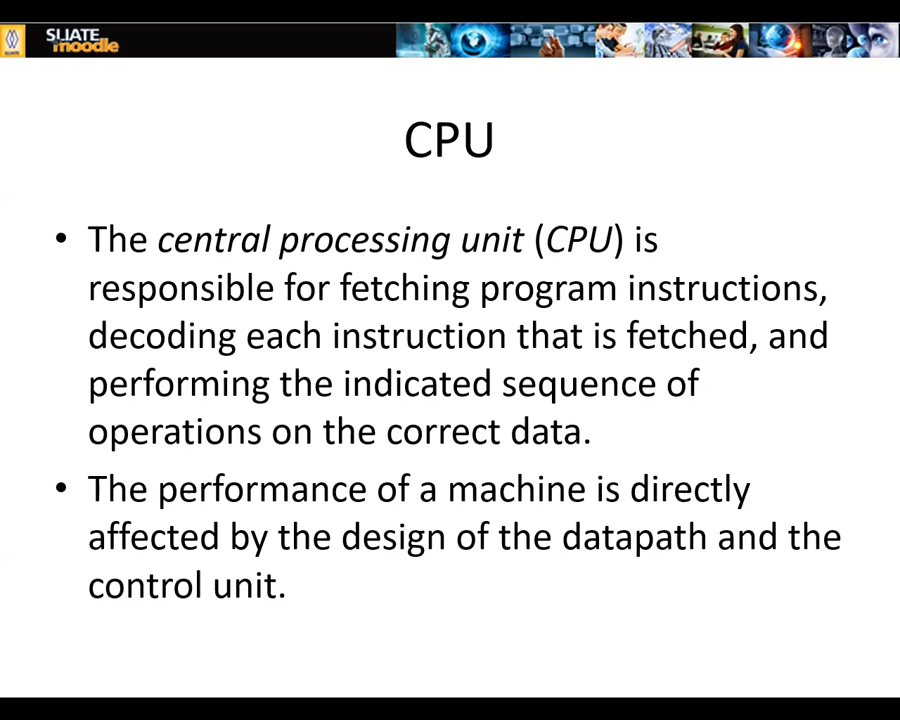 SLIATE
moodle
CPU
• The central processing unit (CPU) is
responsible for fetching program instructions,
decoding each instruction that is fetched, and
performing the indicated sequence of
operations on the correct data.
• The performance of a machine is directly
affected by the design of the datapath and the
control unit.